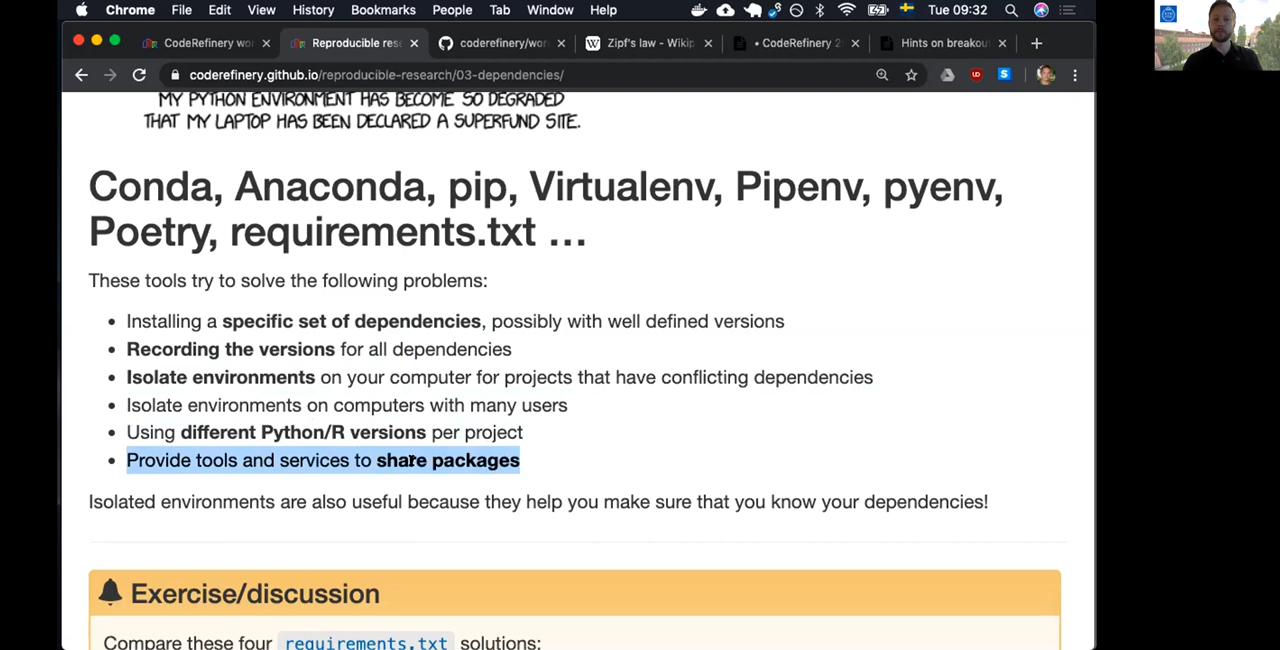 Chrome File Edit View History Bookmarks People Tab Window Help Tue 09:32
CodeRefinery wor Reproducible rese coderefinery/wor Zipf's law - Wikip • CodeRefinery 2 Hints on breakou
coderefinery.github.io/reproducible-research/03-dependencies/
MY PYTHON ENVIRONMENT HAS BECOME SO DEGRADED
THAT MY LAPTOP HAS BEEN DECLARED A SUPERFUND SITE.
Conda, Anaconda, pip, Virtualenv, Pipenv, pyenv,
Poetry, requirements.txt …
These tools try to solve the following problems:
• Installing a specific set of dependencies, possibly with well defined versions
• Recording the versions for all dependencies
• Isolate environments on your computer for projects that have conflicting dependencies
• Isolate environments on computers with many users
• Using different Python/R versions per project
• Provide tools and services to share packages
Isolated environments are also useful because they help you make sure that you know your dependencies!
Exercise/discussion
Compare these four requirements.txt solutions: